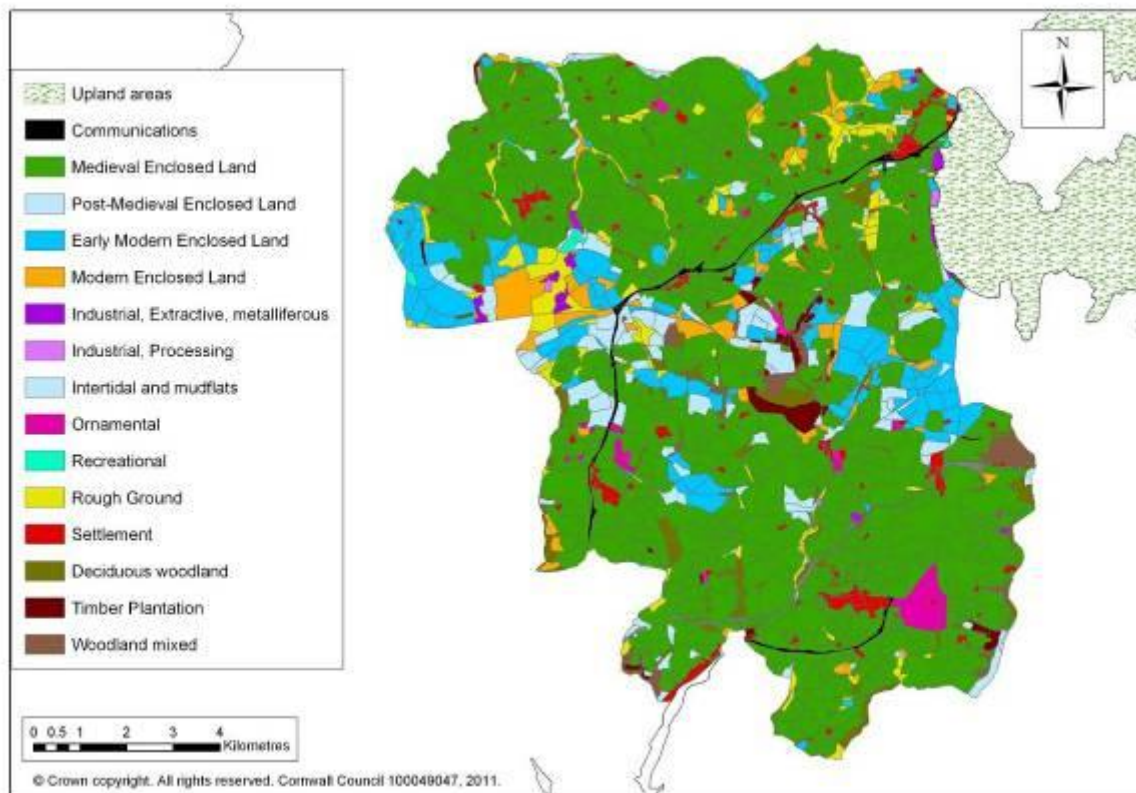 N
Upland areas
Communications
Medieval Enclosed Land
Post-Medieval Enclosed Land
Early Modern Enclosed Land
Modern Enclosed Land
Industrial, Extractive, metalliferous
Industrial, Processing
Intertidal and mudflats
Ornamental
Recreational
Rough Ground
Settlement
Deciduous woodland
Timber Plantation
Woodland mixed
0 0.5 1 2 3 4
Kilometres
© Crown copyright. All rights reserved. Cornwall Council 100049047, 2011.